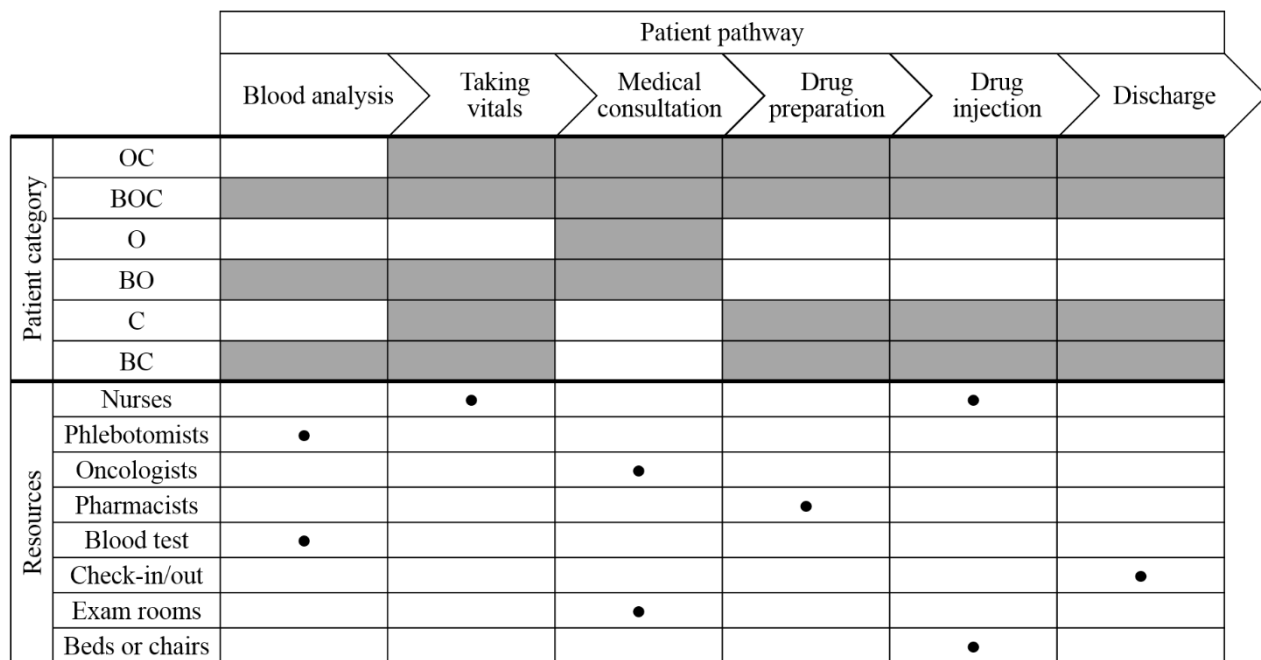 Patient pathway
Blood analysis
Taking
vitals
Medical
consultation
Drug
preparation
Drug
injection
Discharge
Patient category
OC
BOC
O
BO
C
BC
Resources
Nurses
Phlebotomists
Oncologists
Pharmacists
Blood test
Check-in/out
Exam rooms
Beds or chairs